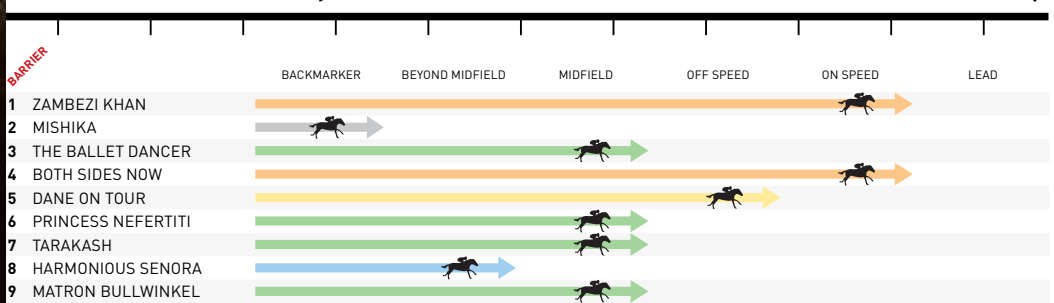 BARRIER
BACKMARKER BEYOND MIDFIELD MIDFIELD OFF SPEED ON SPEED LEAD
1 ZAMBEZI KHAN
2 MISHIKA
3 THE BALLET DANCER
4 BOTH SIDES NOW
5 DANE ON TOUR
6 PRINCESS NEFERTITI
7 TARAKASH
8 HARMONIOUS SENORA
9 MATRON BULLWINKEL